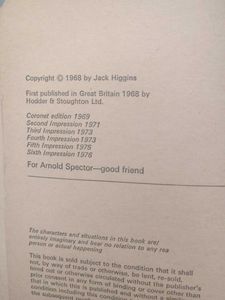 Copyright © 1968 by Jack Higgins
First published in Great Britain 1968 by
Hodder & Stoughton Ltd.
Coronet edition 1969
Second Impression 1971
Third Impression 1973
Fourth Impression 1973
Fifth Impression 1975
Sixth Impression 1976
For Arnold Spector—good friend
The characters and situations in this book are
entirely imaginary and bear no relation to any rea
person or actual happening
This book is sold subject to the condition that it shall
not, by way of trade or otherwise, be lent, re-sold,
hired out or otherwise circulated without the publisher's
prior consent in any form of binding or cover other than
that in which this is published and without a
condition including this condition
the subsequent